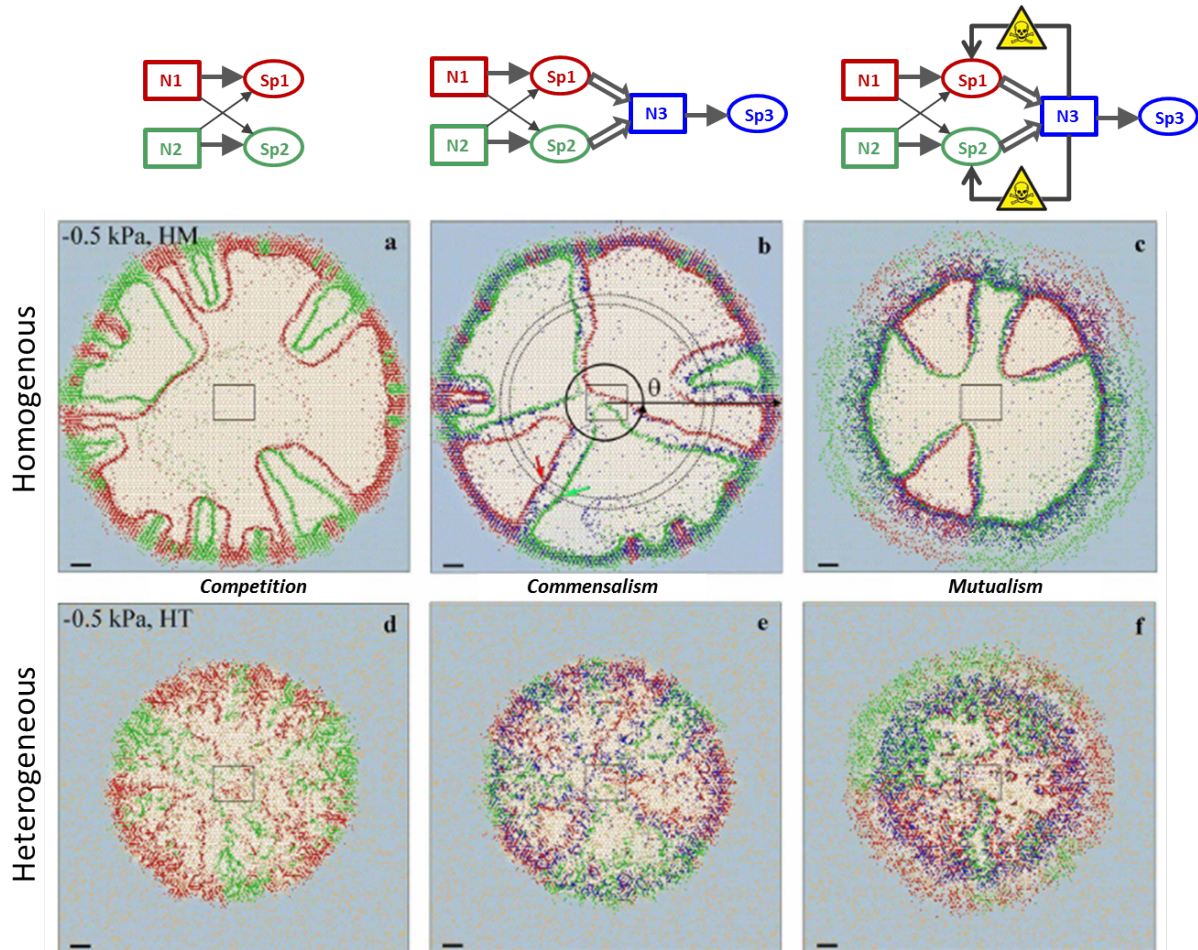 N1 Sp1
N2 Sp2
N1 Sp1
N2 Sp2
N3 Sp3
N1 Sp1
N2 Sp2
N3 Sp3
Homogenous
-0.5 kPa, HM a
b
θ
c
Competition Commensalism Mutualism
Heterogeneous
-0.5 kPa, HT d
e
f